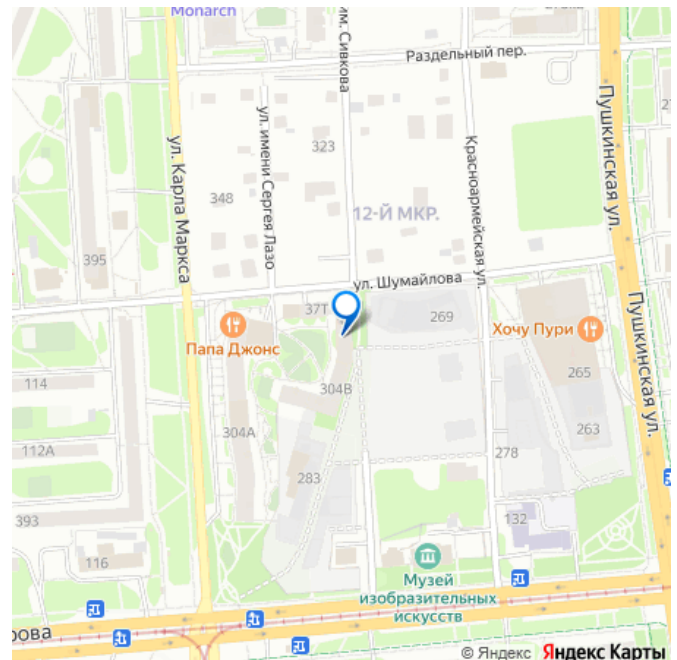 Monarch
Раздельный пер.
им. Сивкова
Пушкинская ул.
ул. имени Сергея Лазо
323
ул. Карла Маркса
Красноармейская ул.
348
12-Й МКР.
395
ул. Шумайлова
37Т
269
Хочу Пури
Папа Джонс
Пушкинская ул.
265
114
304В
263
304А
112А
278
283
393
132
116
Музей
изобразительных
искусств
рова
© Яндекс Яндекс Карты